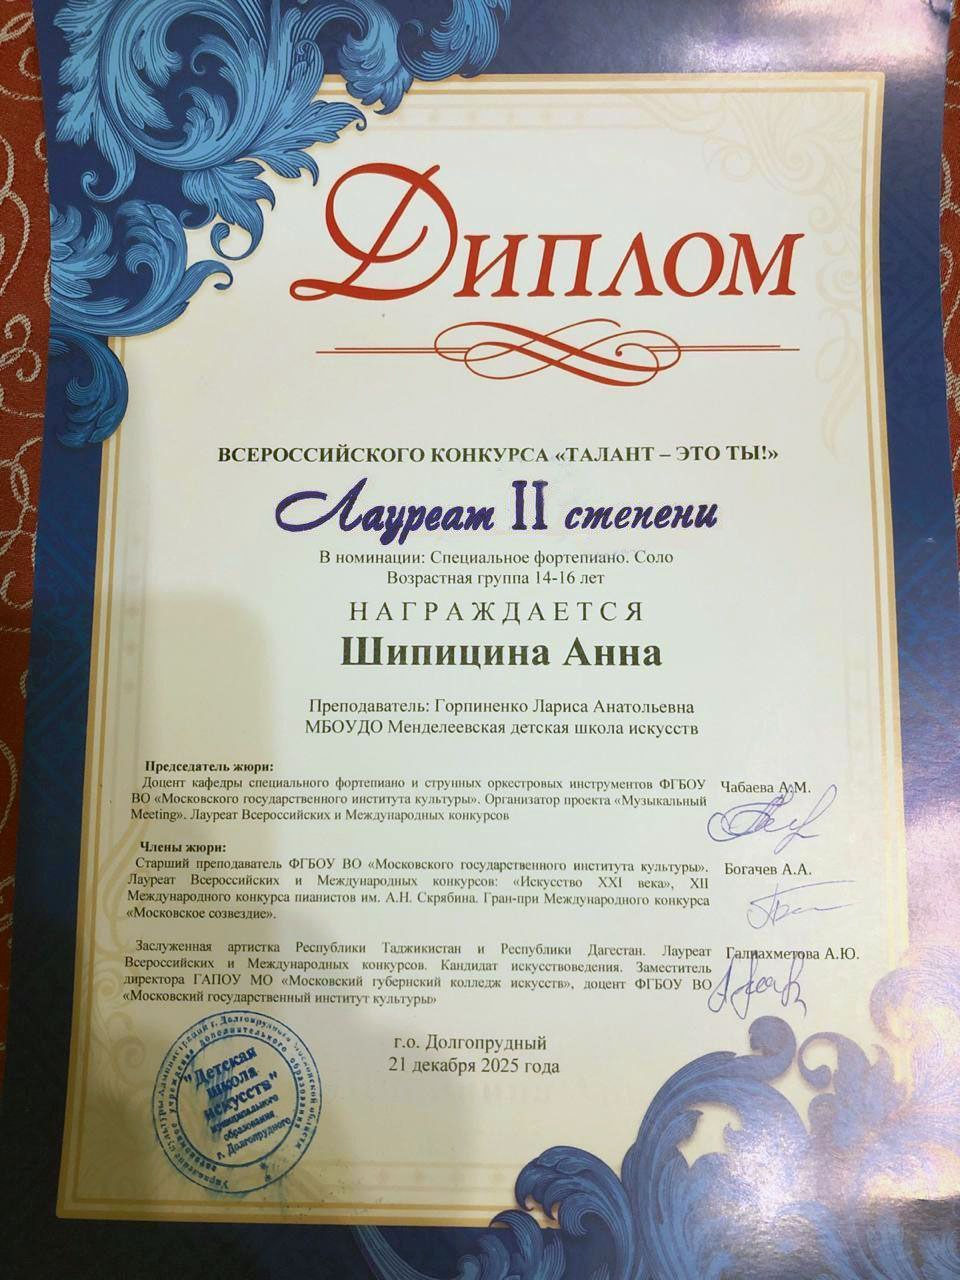 Диплом
ВСЕРОССИЙСКОГО КОНКУРСА «ТАЛАНТ – ЭТО ТЫ!»
Лауреат II степени
В номинации: Специальное фортепиано. Соло
Возрастная группа 14-16 лет
НАГРАЖДАЕТСЯ
Шипицина Анна
Преподаватель: Горпиненко Лариса Анатольевна
МБОУДО Менделеевская детская школа искусств
Председатель жюри:
Доцент кафедры специального фортепиано и струнных оркестровых инструментов ФГБОУ
ВО «Московского государственного института культуры». Организатор проекта «Музыкальный
Meeting». Лауреат Всероссийских и Международных конкурсов
Чабаева А.М.
Члены жюри:
Старший преподаватель ФГБОУ ВО «Московского государственного института культуры».
Лауреат Всероссийских и Международных конкурсов: «Искусство XXI века», XII
Международного конкурса пианистов им. А.Н. Скрябина. Гран-при Международного конкурса
«Московское созвездие».
Богачев А.А.
Заслуженная артистка Республики Таджикистан и Республики Дагестан. Лауреат
Всероссийских и Международных конкурсов. Кандидат искусствоведения. Заместитель
директора ГАПОУ МО «Московский губернский колледж искусств», доцент ФГБОУ ВО
«Московский государственный институт культуры»
Галиахметова А.Ю.
г.о. Долгопрудный
21 декабря 2025 года
"Детская
школа
искусств"
муниципального
образования
г. Долгопрудного